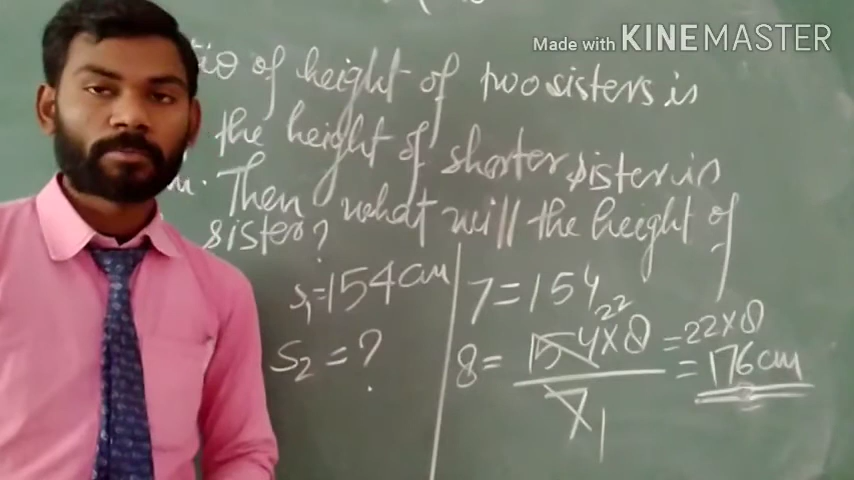 Made with KINEMASTER
tio of height of two sisters is
the height of shorter sister is
m. Then what will the height of
sister?
S₁=154cm
S₂=?
7=154
22
8= 154×8 =22×8
7 1
=176cm